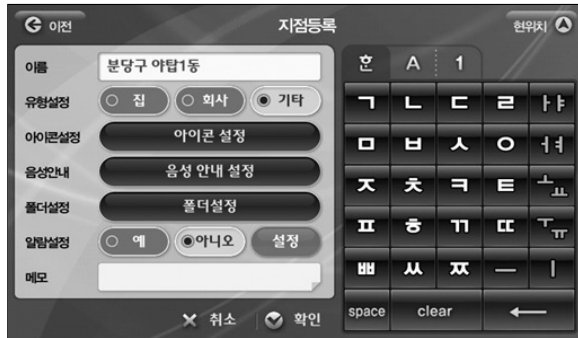 이전
지점등록
현위치
이름
분당구 야탑1동
유형설정
집
회사
기타
아이콘설정
아이콘 설정
음성안내
음성 안내 설정
폴더설정
폴더설정
알람설정
예
아니오
설정
메모
취소
확인
한 A 1
ㄱ ㄴ ㄷ ㄹ ㅏㅑ
ㅁ ㅂ ㅅ ㅇ ㅓㅕ
ㅈ ㅊ ㅋ ㅌ ㅗㅛ
ㅍ ㅎ ㄲ ㄸ ㅜㅠ
ㅃ ㅆ ㅉ ㅡ ㅣ
space clear ←